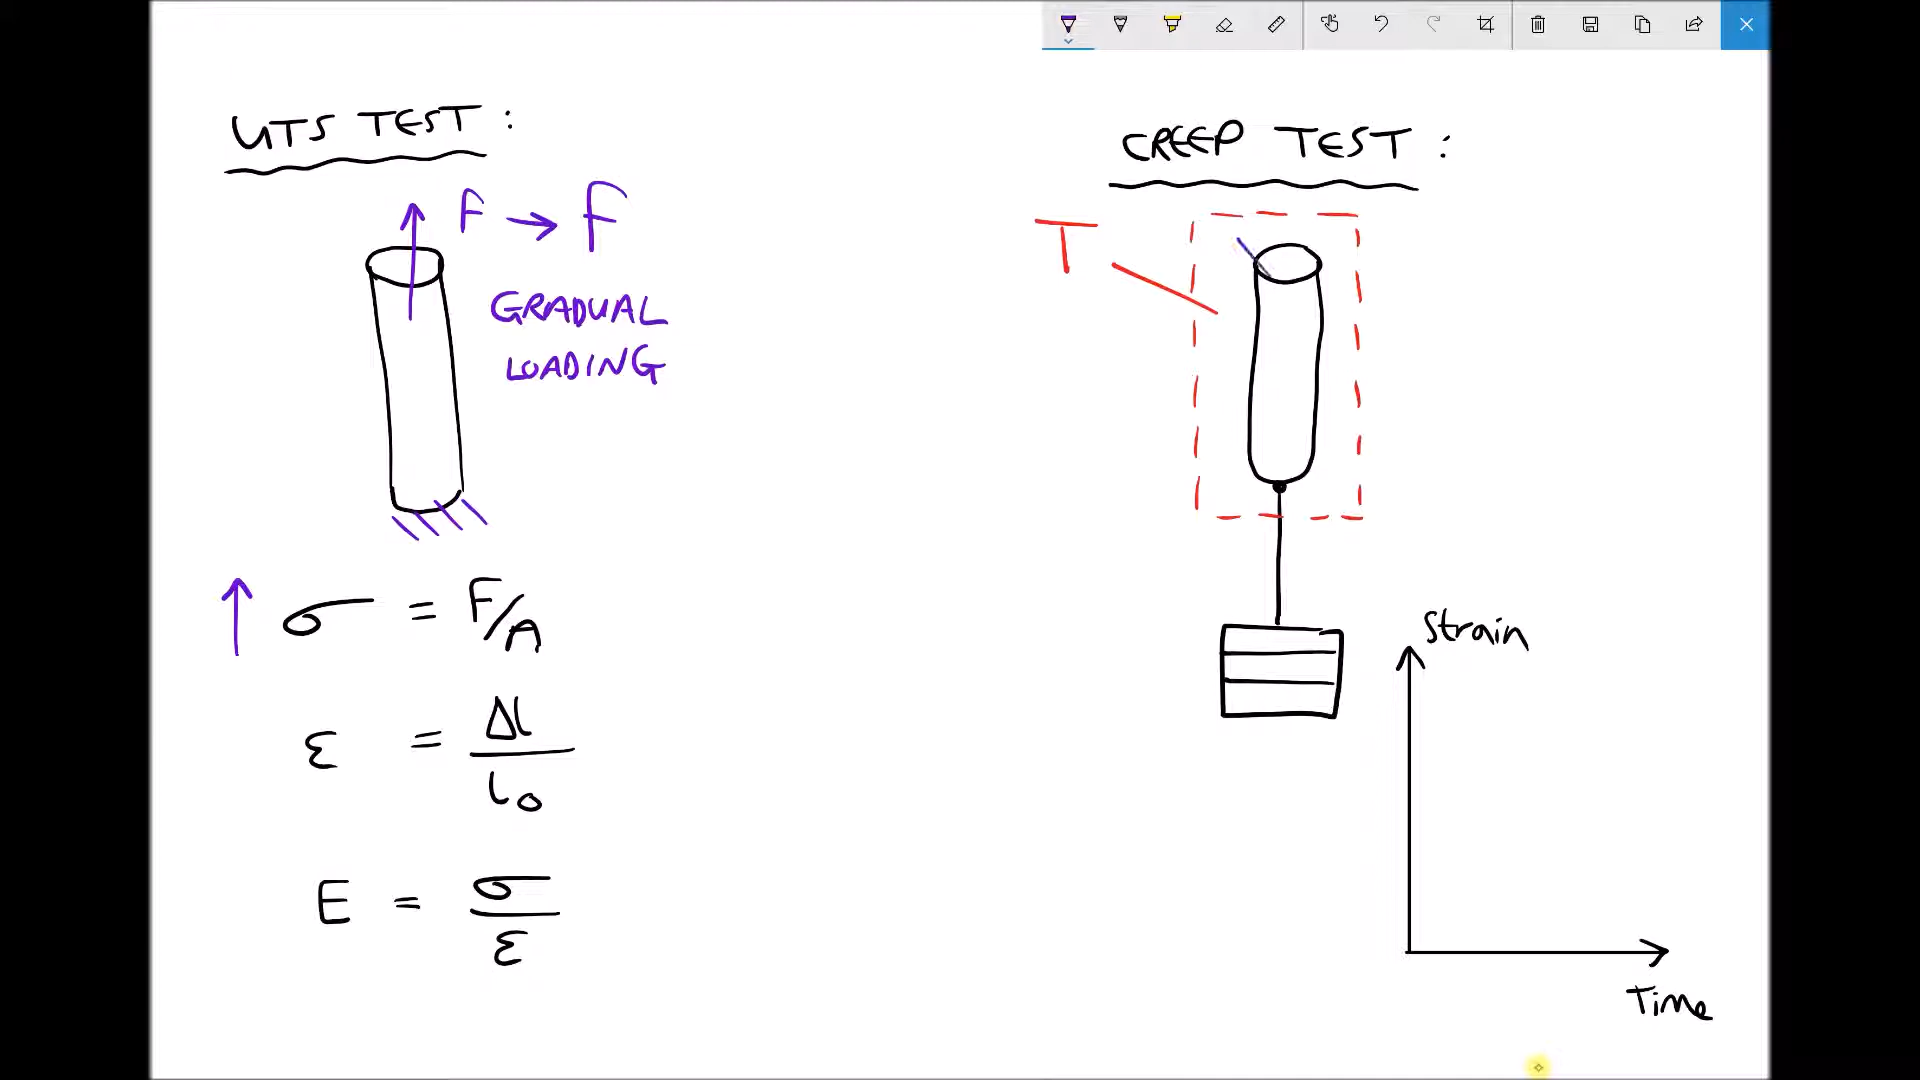 UTS TEST :
F → F
GRADUAL
LOADING
↑ σ = F/A
ε = Δl
l₀
E = σ
ε
CREEP TEST :
T
Strain
Time